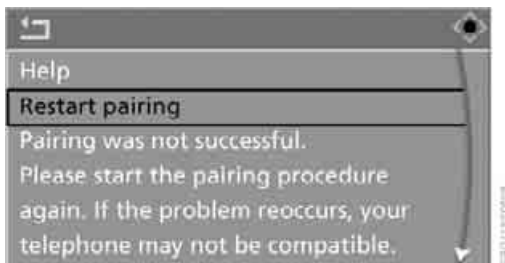 Help
Restart pairing
Pairing was not successful.
Please start the pairing procedure
again. If the problem reoccurs, your
telephone may not be compatible.